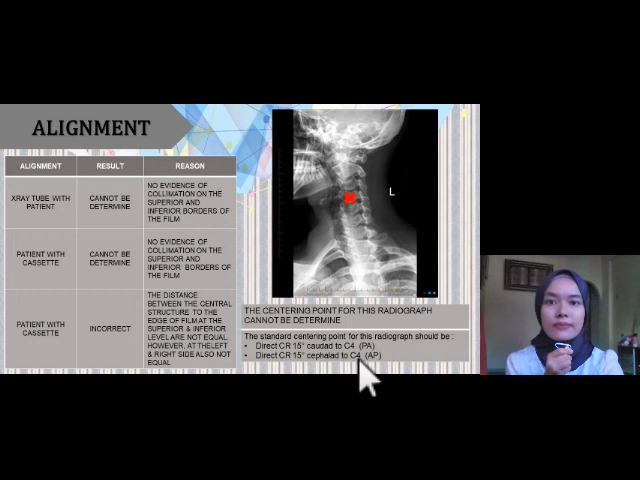 ALIGNMENT
ALIGNMENT RESULT REASON
XRAY TUBE WITH
PATIENT
CANNOT BE
DETERMINE
NO EVIDENCE OF
COLLIMATION ON THE
SUPERIOR AND
INFERIOR BORDERS OF
THE FILM
PATIENT WITH
CASSETTE
CANNOT BE
DETERMINE
NO EVIDENCE OF
COLLIMATION ON THE
SUPERIOR AND
INFERIOR BORDERS OF
THE FILM
PATIENT WITH
CASSETTE
INCORRECT
THE DISTANCE
BETWEEN THE CENTRAL
STRUCTURE TO THE
EDGE OF FILM AT THE
SUPERIOR & INFERIOR
LEVEL ARE NOT EQUAL.
HOWEVER, AT THELEFT
& RIGHT SIDE ALSO NOT
EQUAL
L
THE CENTERING POINT FOR THIS RADIOGRAPH
CANNOT BE DETERMINE
The standard centering point for this radiograph should be :
• Direct CR 15° caudad to C4 (PA)
• Direct CR 15° cephalad to C4 (AP)